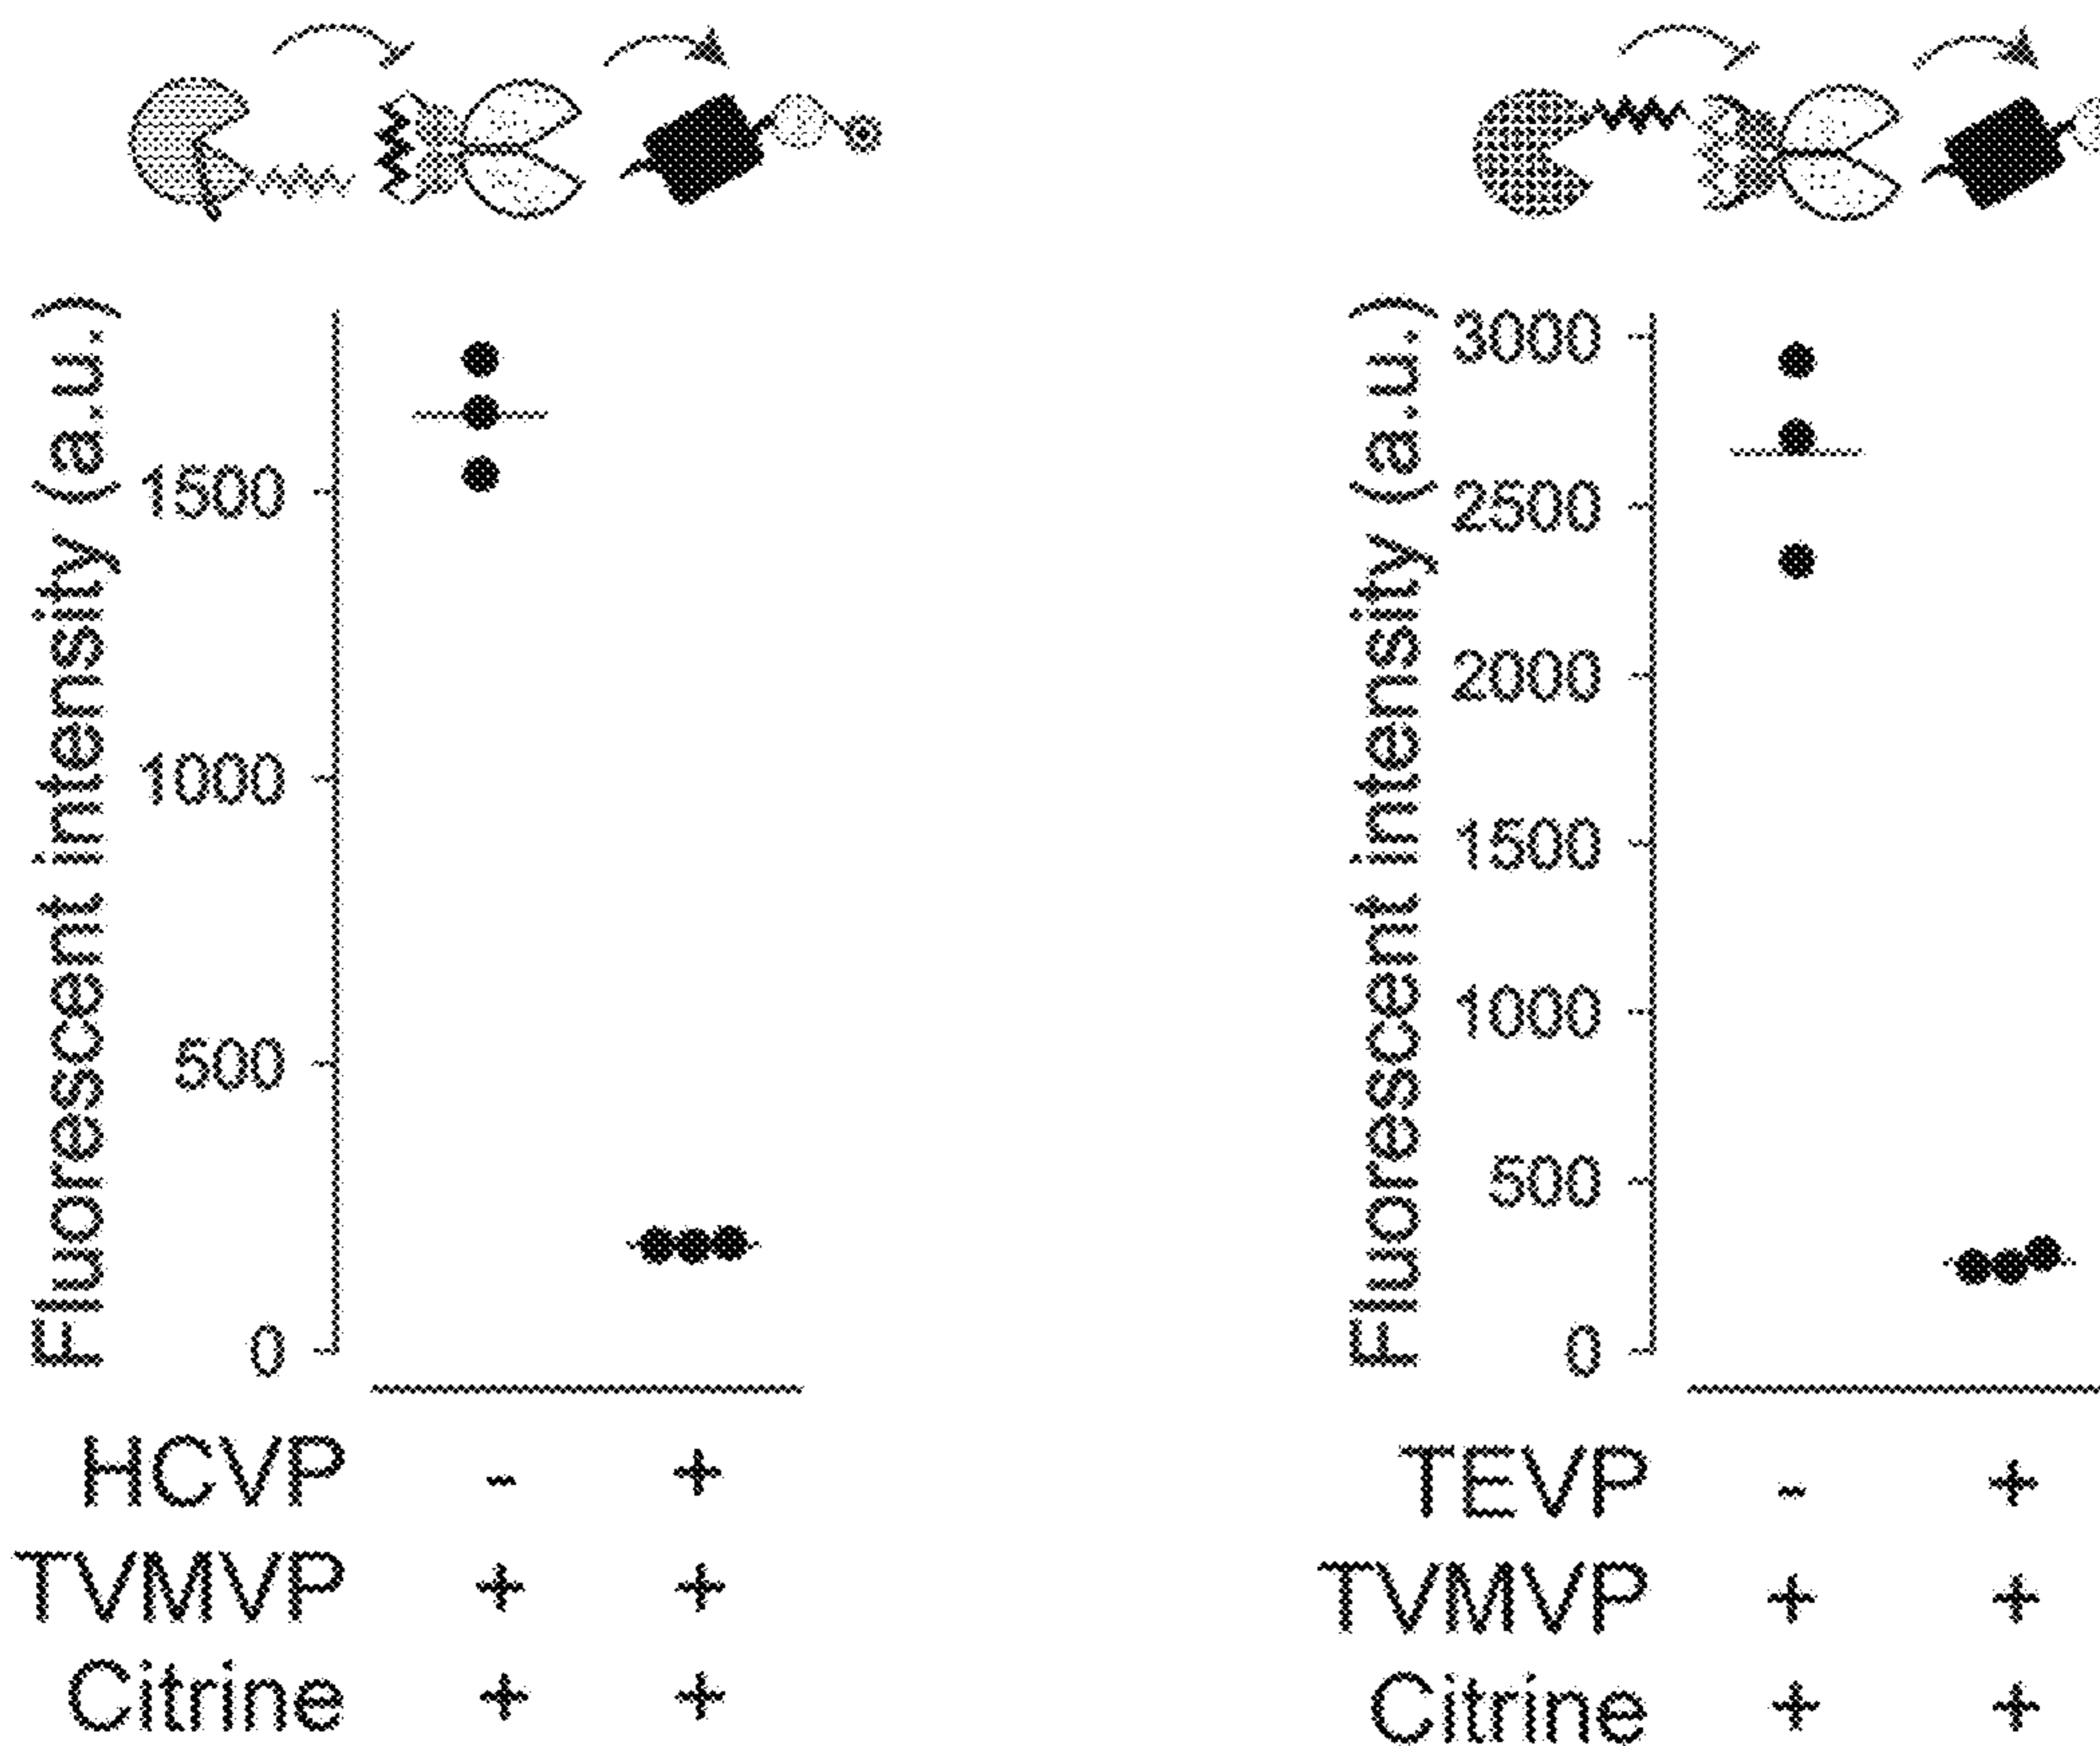 Fluorescent intensity (a.u.)
1500
1000
500
0
HCVP - +
TVMVP + +
Citrine + +
Fluorescent intensity (a.u.)
3000
2500
2000
1500
1000
500
0
TEVP - +
TVMVP + +
Citrine + +